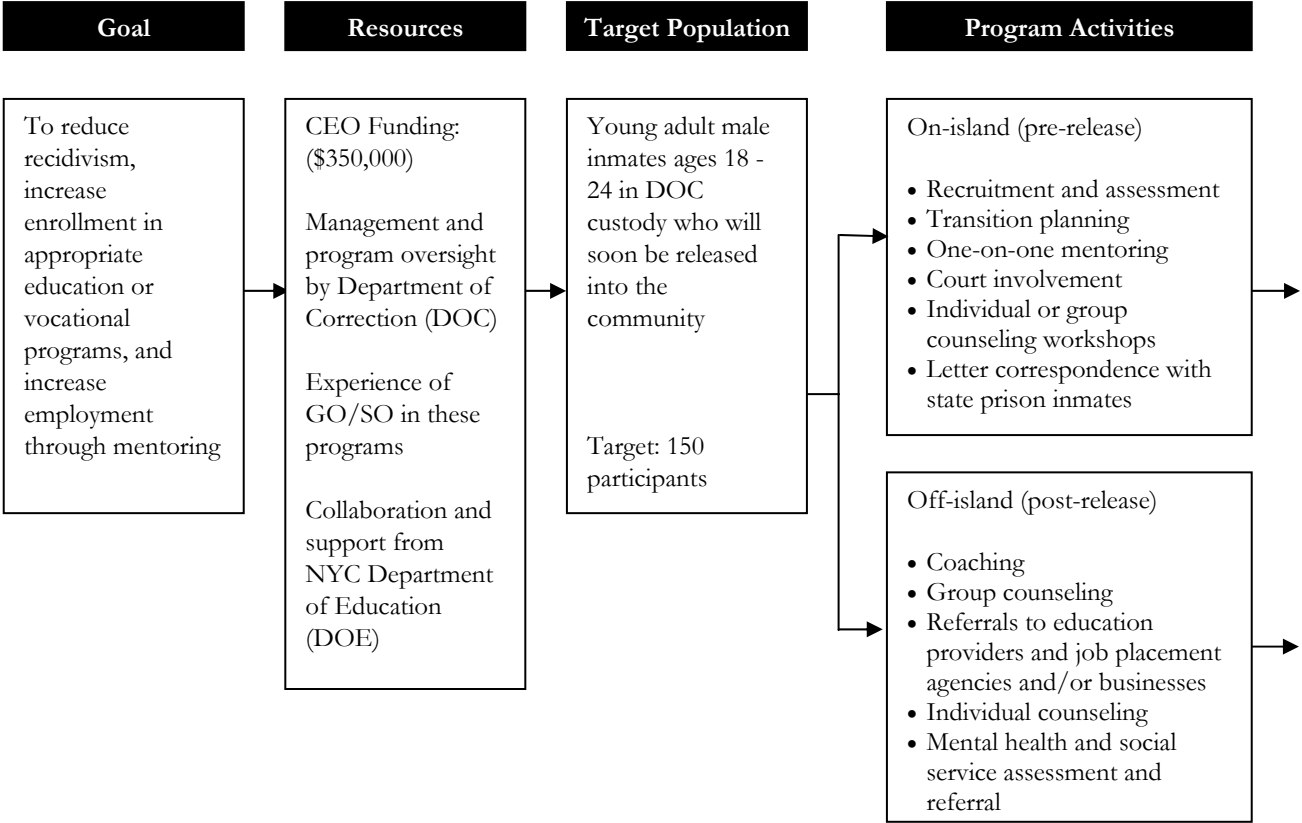 Goal
Resources
Target Population
Program Activities
To reduce
recidivism,
increase
enrollment in
appropriate
education or
vocational
programs, and
increase
employment
through mentoring
CEO Funding:
($350,000)
Management and
program oversight
by Department of
Correction (DOC)
Experience of
GO/SO in these
programs
Collaboration and
support from
NYC Department
of Education
(DOE)
Young adult male
inmates ages 18 -
24 in DOC
custody who will
soon be released
into the
community
Target: 150
participants
On-island (pre-release)
• Recruitment and assessment
• Transition planning
• One-on-one mentoring
• Court involvement
• Individual or group
counseling workshops
• Letter correspondence with
state prison inmates
Off-island (post-release)
• Coaching
• Group counseling
• Referrals to education
providers and job placement
agencies and/or businesses
• Individual counseling
• Mental health and social
service assessment and
referral